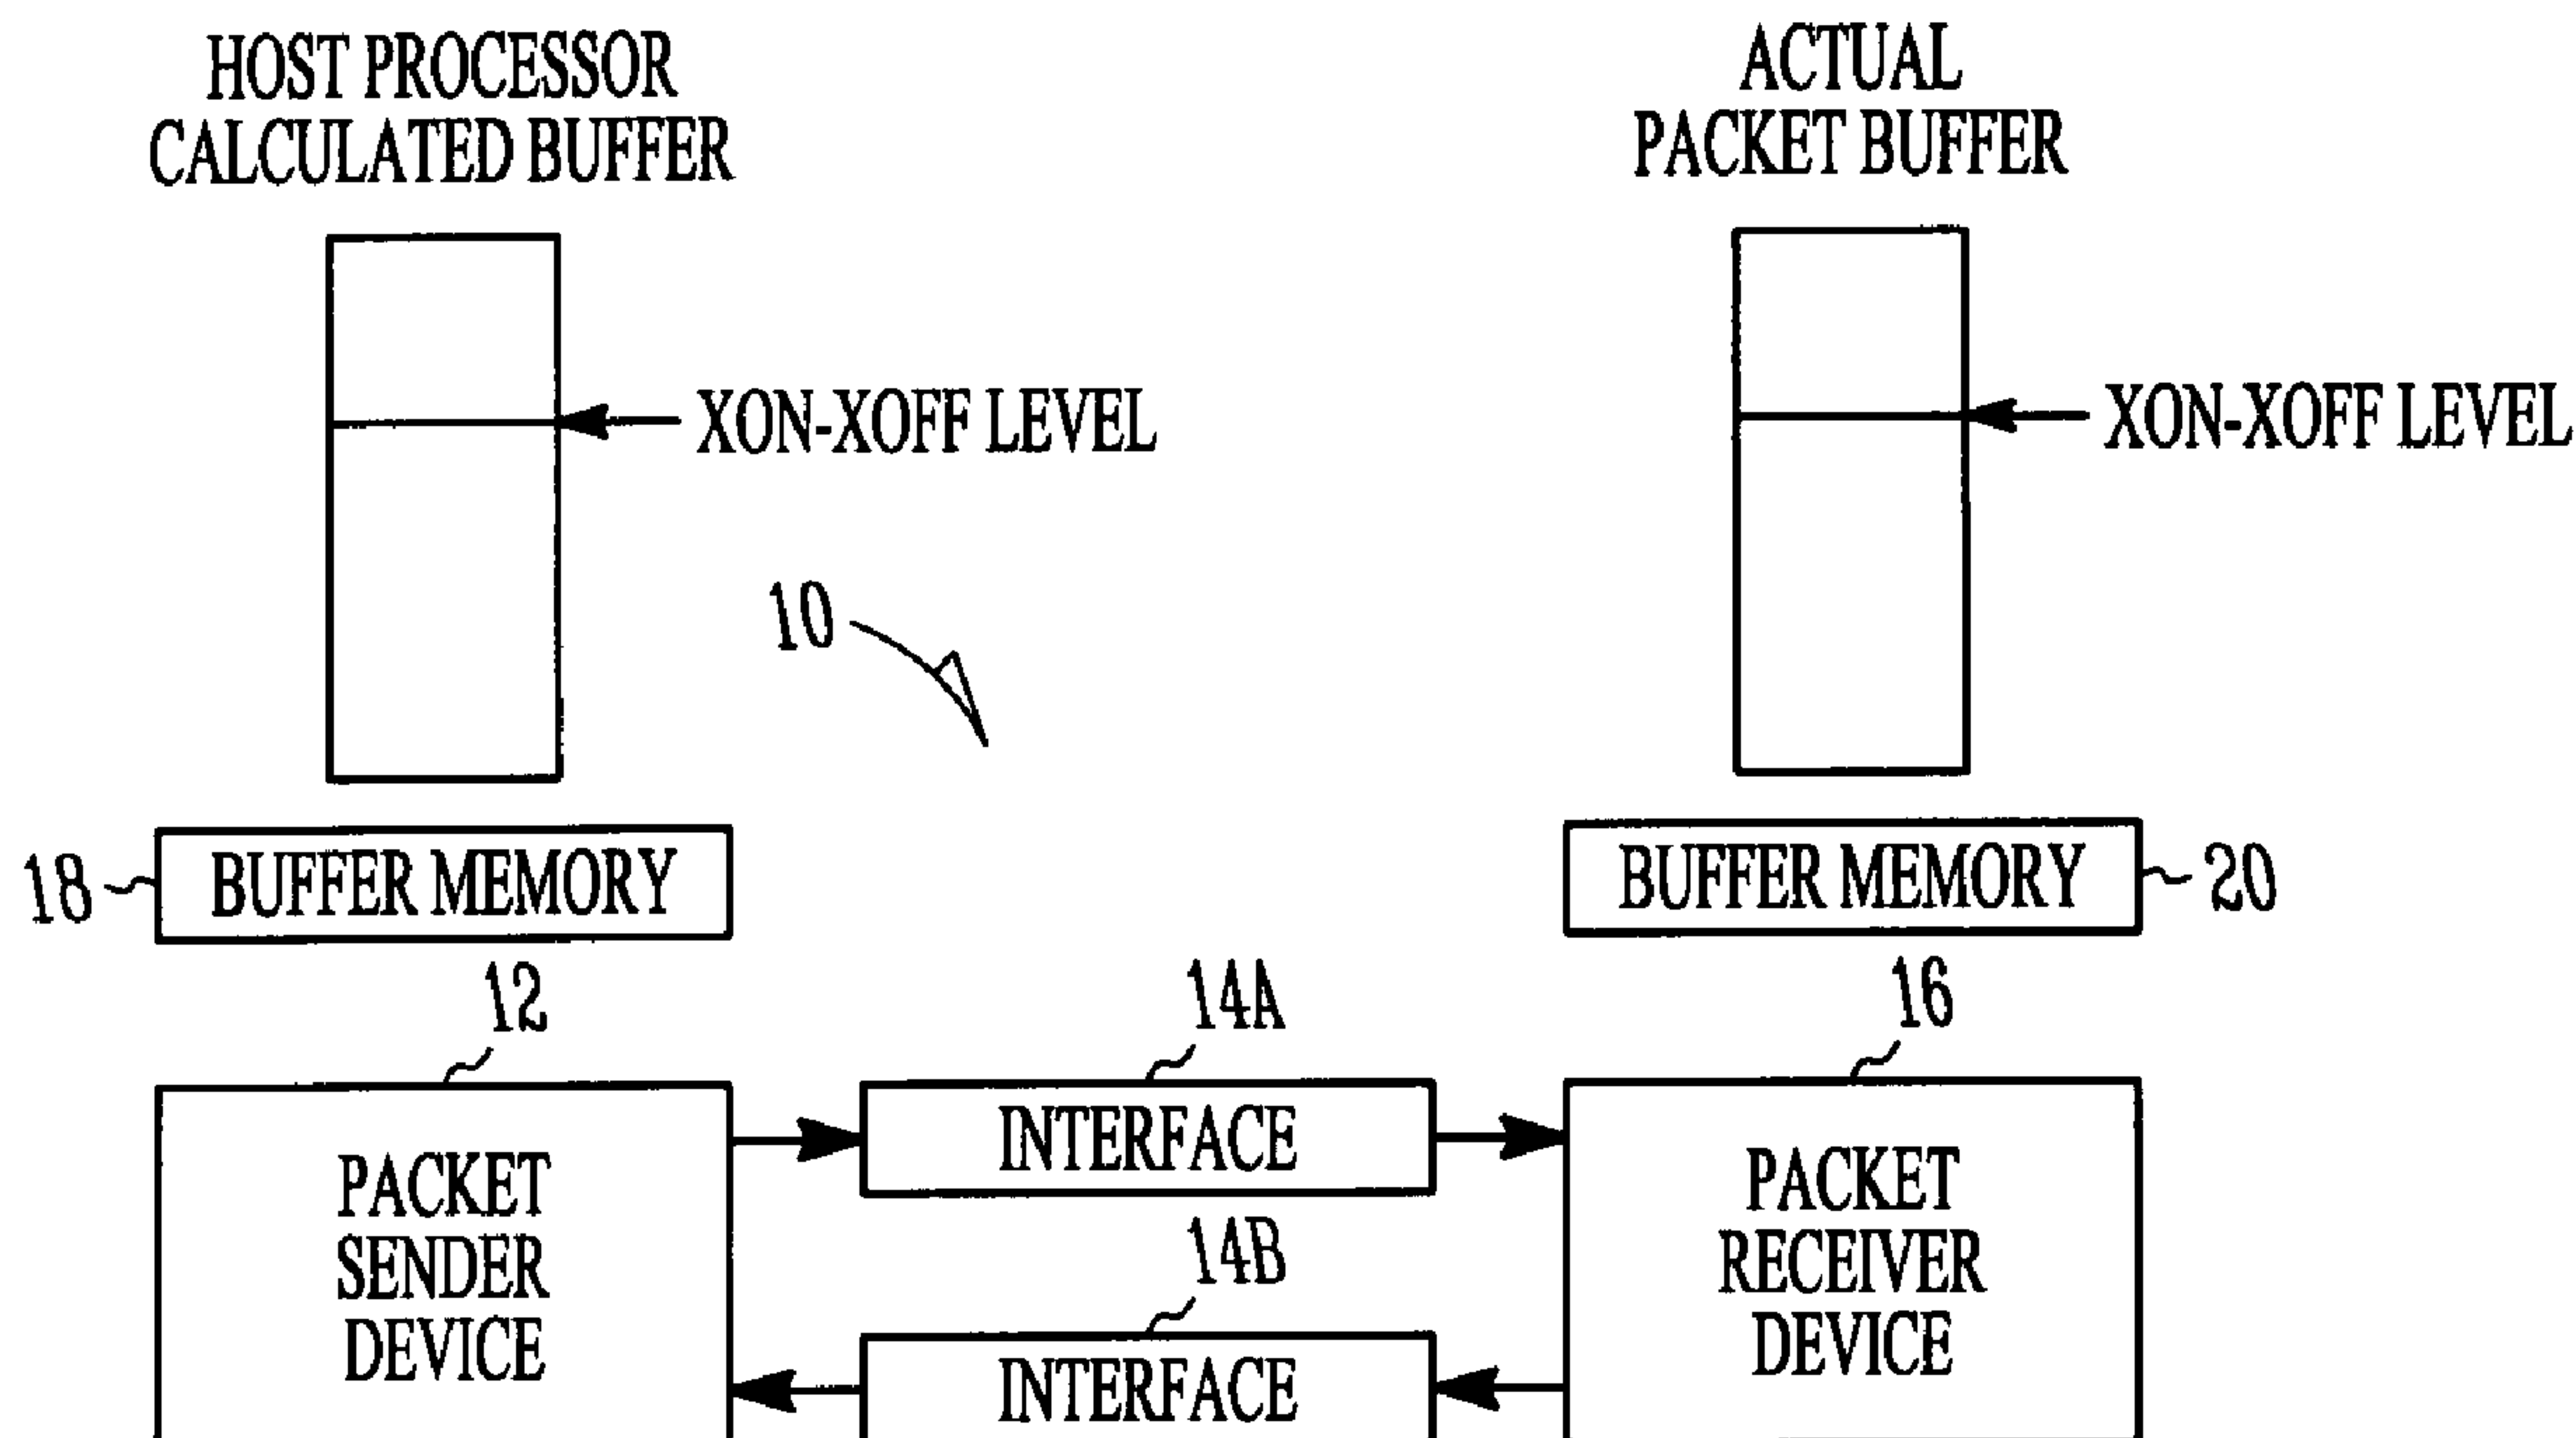 HOST PROCESSOR
CALCULATED BUFFER
ACTUAL
PACKET BUFFER
XON-XOFF LEVEL
XON-XOFF LEVEL
10
18
BUFFER MEMORY
BUFFER MEMORY
20
12
14A
16
PACKET
SENDER
DEVICE
INTERFACE
PACKET
RECEIVER
DEVICE
14B
INTERFACE